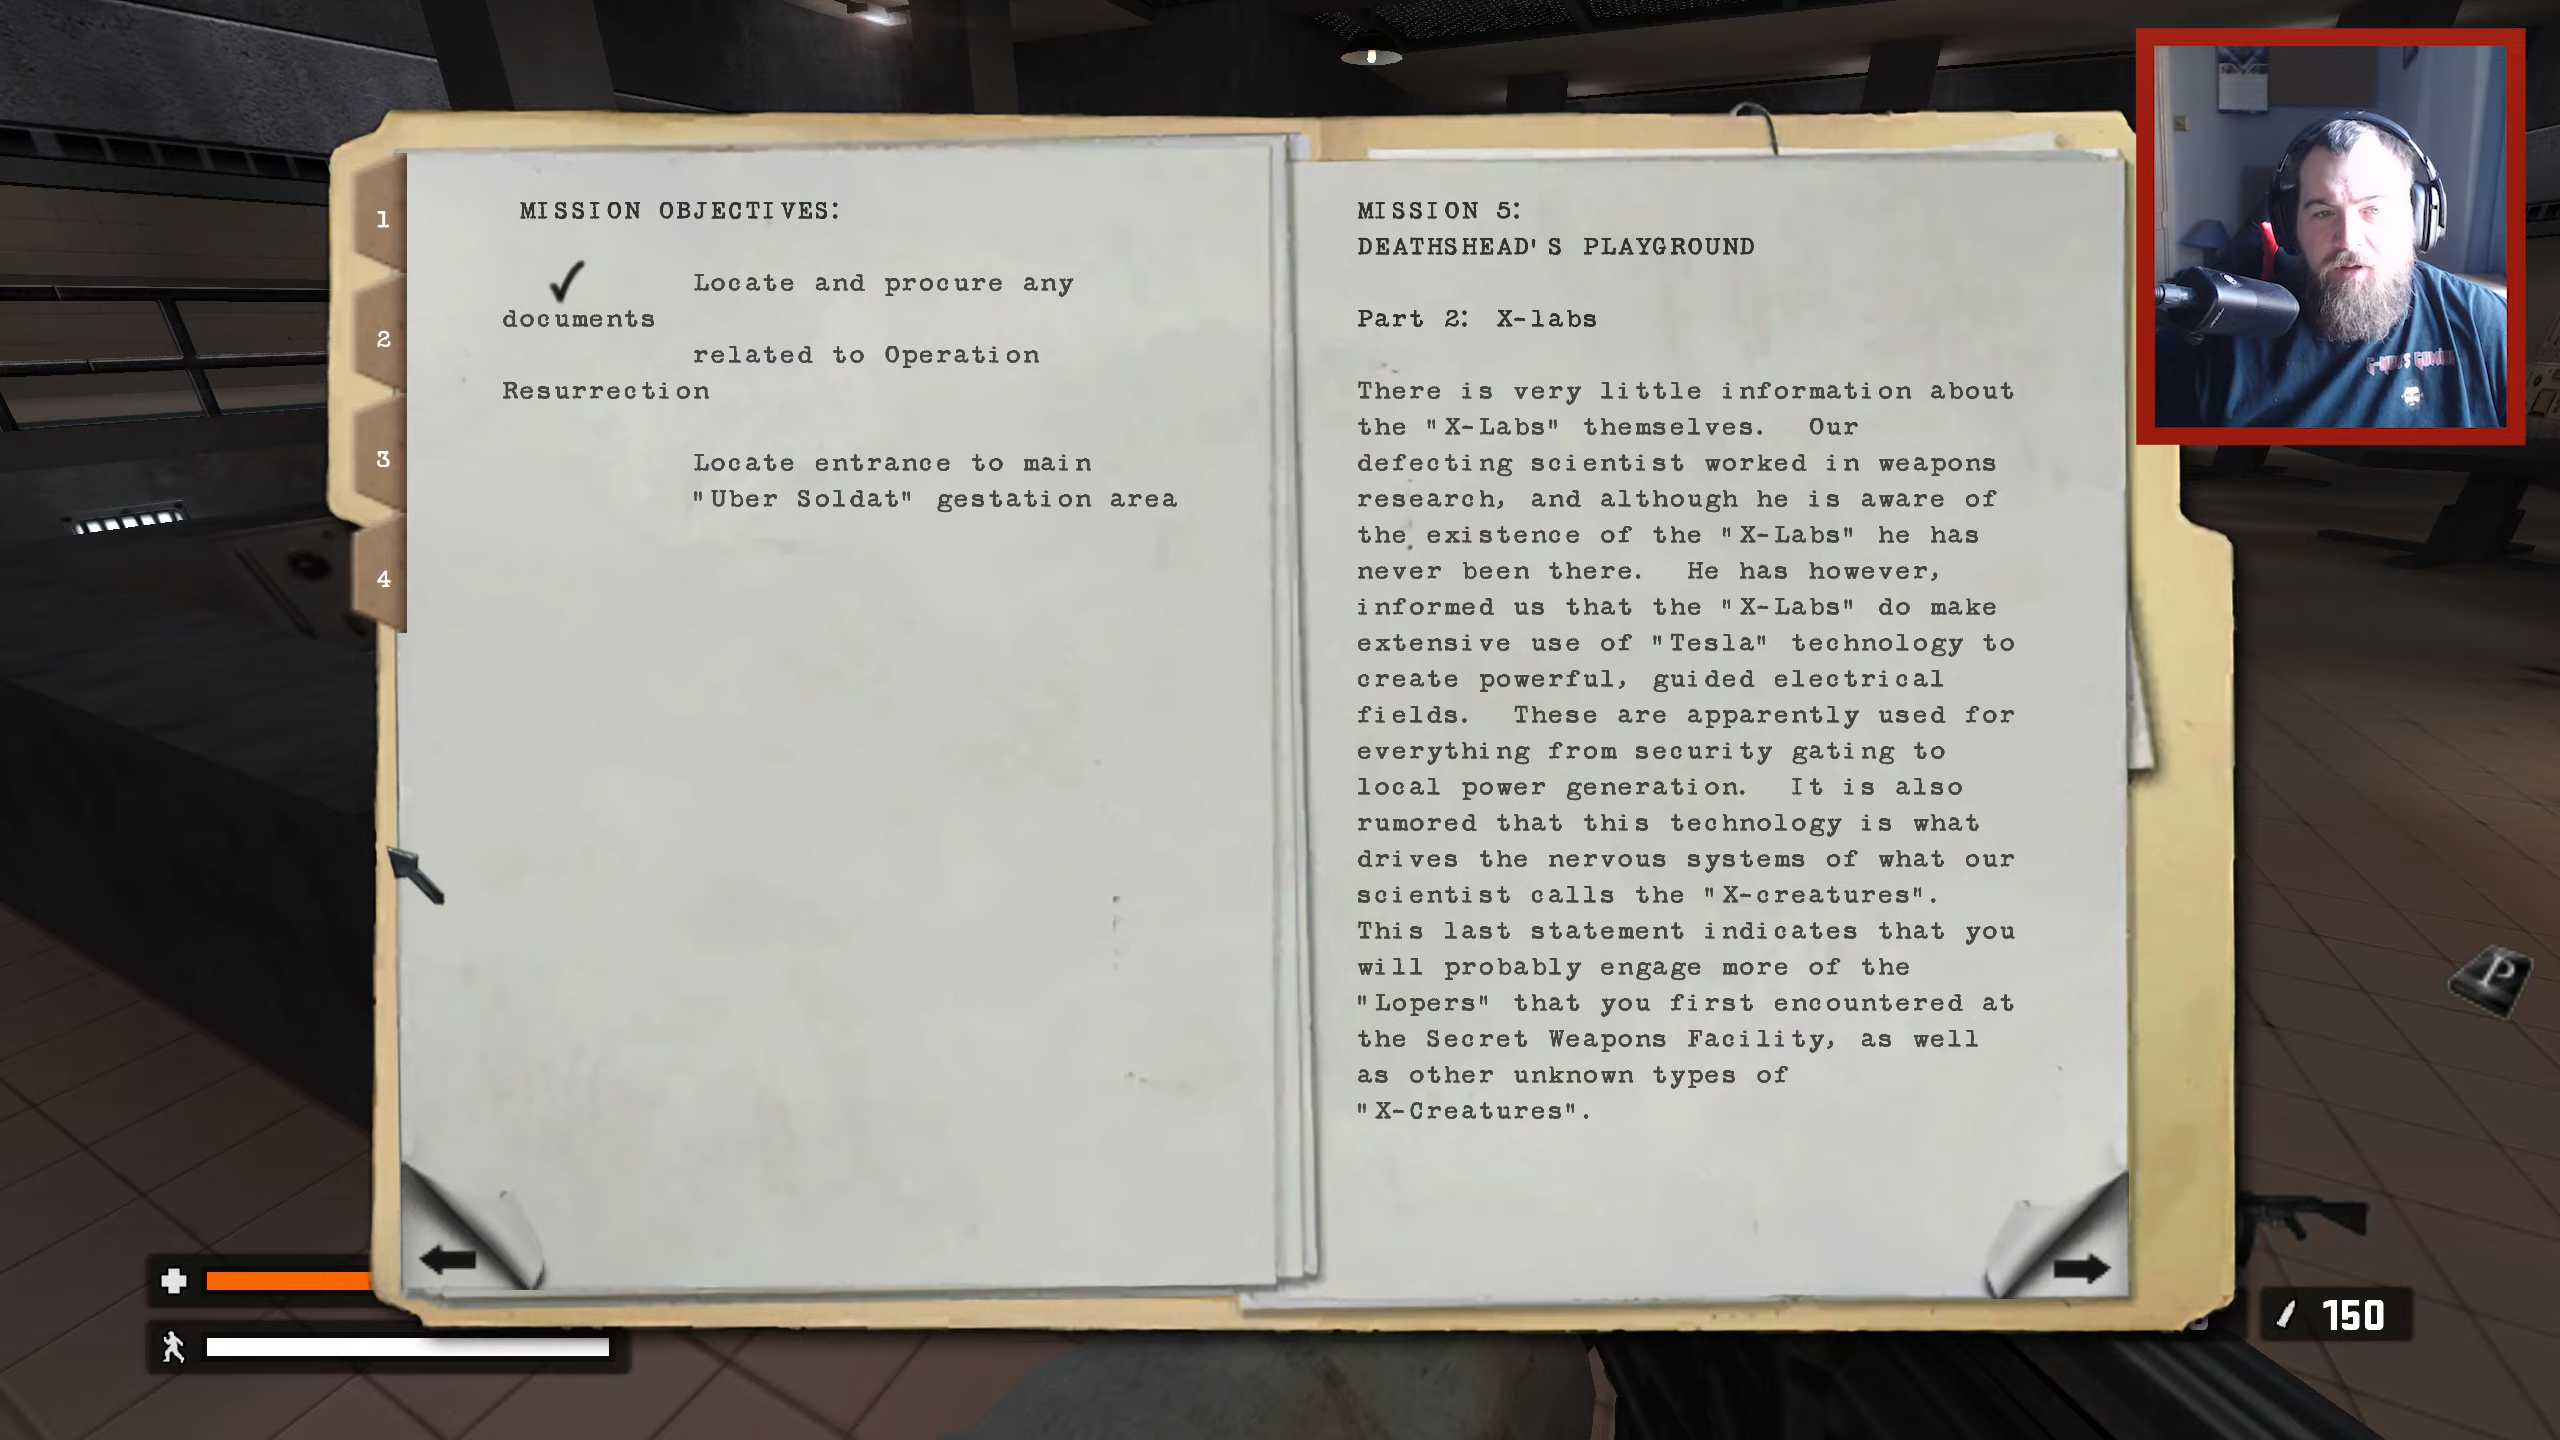 MISSION OBJECTIVES:
Locate and procure any
documents
related to Operation
Resurrection
Locate entrance to main
"Uber Soldat" gestation area
1
2
3
4
MISSION 5:
DEATHSHEAD'S PLAYGROUND
Part 2: X-labs
There is very little information about
the "X-Labs" themselves. Our
defecting scientist worked in weapons
research, and although he is aware of
the existence of the "X-Labs" he has
never been there. He has however,
informed us that the "X-Labs" do make
extensive use of "Tesla" technology to
create powerful, guided electrical
fields. These are apparently used for
everything from security gating to
local power generation. It is also
rumored that this technology is what
drives the nervous systems of what our
scientist calls the "X-creatures".
This last statement indicates that you
will probably engage more of the
"Lopers" that you first encountered at
the Secret Weapons Facility, as well
as other unknown types of
"X-Creatures".
P
150